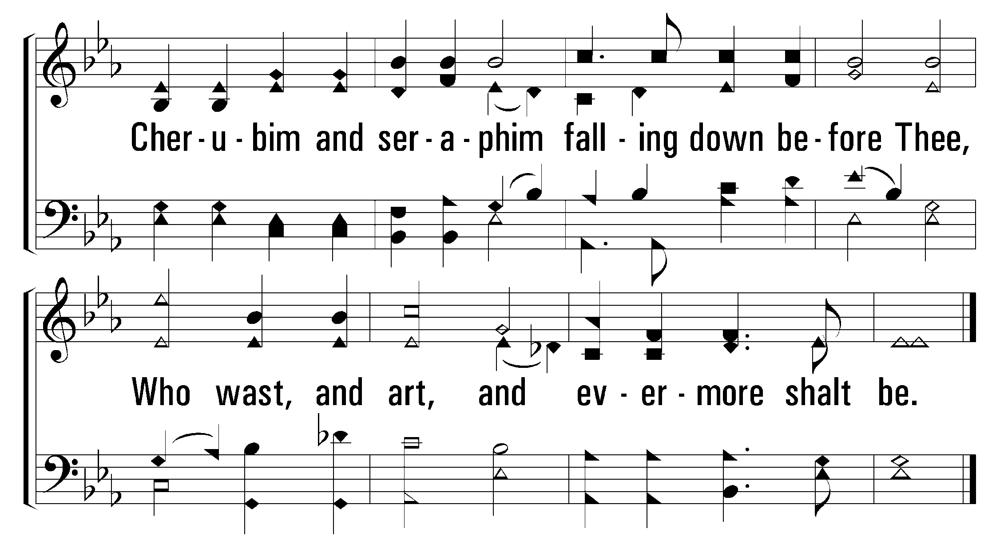 Cher - u - bim and ser - a - phim fall - ing down be - fore Thee,
Who wast, and art, and ev - er - more shalt be.